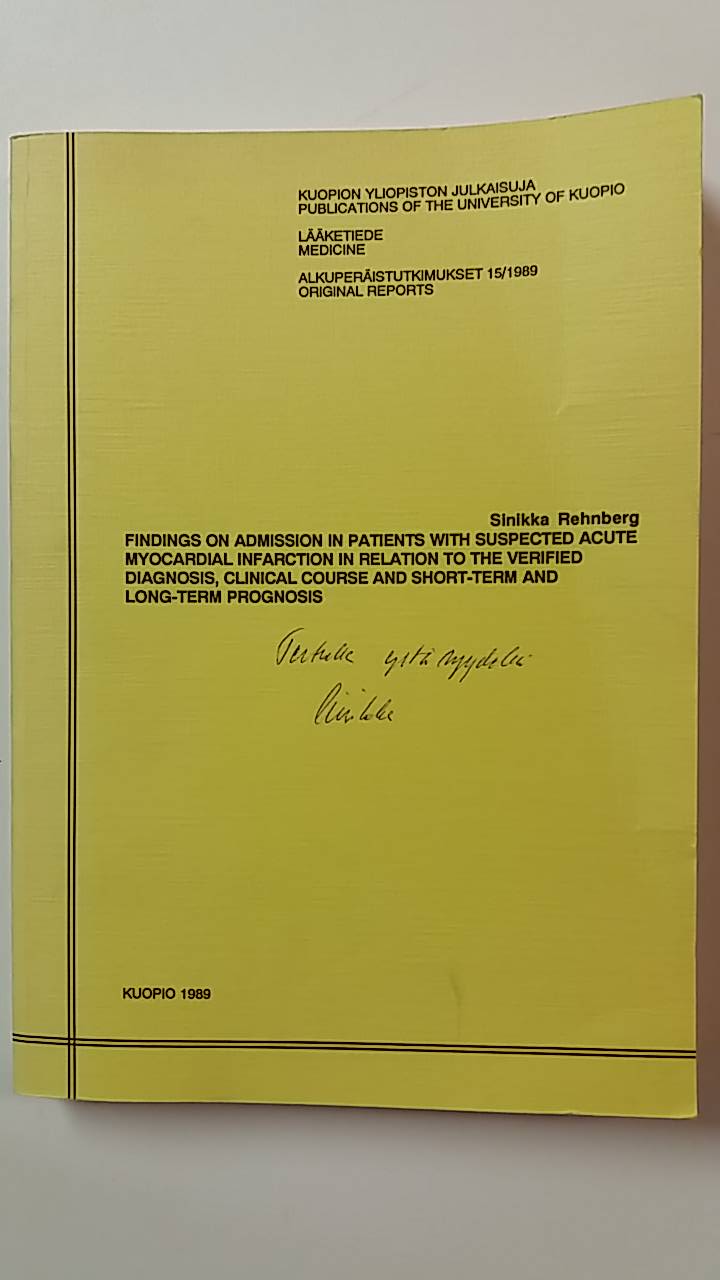 KUOPION YLIOPISTON JULKAISUJA
PUBLICATIONS OF THE UNIVERSITY OF KUOPIO
LÄÄKETIEDE
MEDICINE
ALKUPERÄISTUTKIMUKSET 15/1989
ORIGINAL REPORTS
Sinikka Rehnberg
FINDINGS ON ADMISSION IN PATIENTS WITH SUSPECTED ACUTE
MYOCARDIAL INFARCTION IN RELATION TO THE VERIFIED
DIAGNOSIS, CLINICAL COURSE AND SHORT-TERM AND
LONG-TERM PROGNOSIS
ystävyydellä
Sinikka
KUOPIO 1989